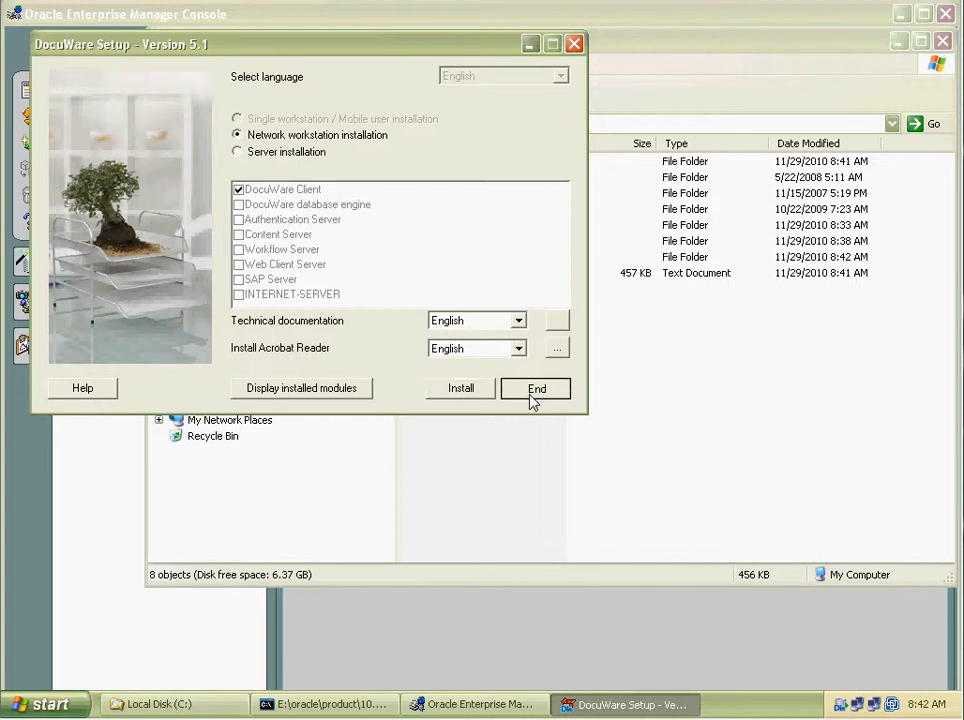 Oracle Enterprise Manager Console
DocuWare Setup - Version 5.1
Select language
English
Single workstation / Mobile user installation
Network workstation installation
Server installation
DocuWare Client
DocuWare database engine
Authentication Server
Content Server
Workflow Server
Web Client Server
SAP Server
INTERNET-SERVER
Technical documentation
English
Install Acrobat Reader
English
...
Help
Display installed modules
Install
End
Go
Size
Type
Date Modified
File Folder
11/29/2010 8:41 AM
File Folder
5/22/2008 5:11 AM
File Folder
11/15/2007 5:19 PM
File Folder
10/22/2009 7:23 AM
File Folder
11/29/2010 8:33 AM
File Folder
11/29/2010 8:38 AM
File Folder
11/29/2010 8:42 AM
457 KB
Text Document
11/29/2010 8:41 AM
My Network Places
Recycle Bin
8 objects (Disk free space: 6.37 GB)
456 KB
My Computer
start
Local Disk (C:)
E:\oracle\product\10....
Oracle Enterprise Ma...
DocuWare Setup - Ve...
8:42 AM